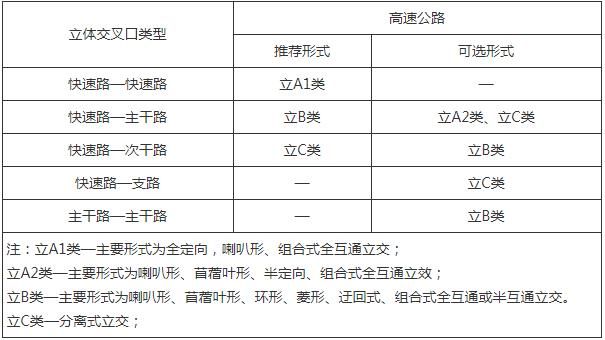 立体交叉口类型 高速公路
推荐形式 可选形式
快速路—快速路 立A1类 —
快速路—主干路 立B类 立A2类、立C类
快速路—次干路 立C类 立B类
快速路—支路 — 立C类
主干路—主干路 — 立B类
注：立A1类—主要形式为全定向，喇叭形、组合式全互通立交；
立A2类—主要形式为喇叭形、苜蓿叶形、半定向、组合式全互通立效；
立B类—主要形式为喇叭形、苜蓿叶形、环形、菱形、迂回式、组合式全互通或半互通立交。
立C类—分离式立交；